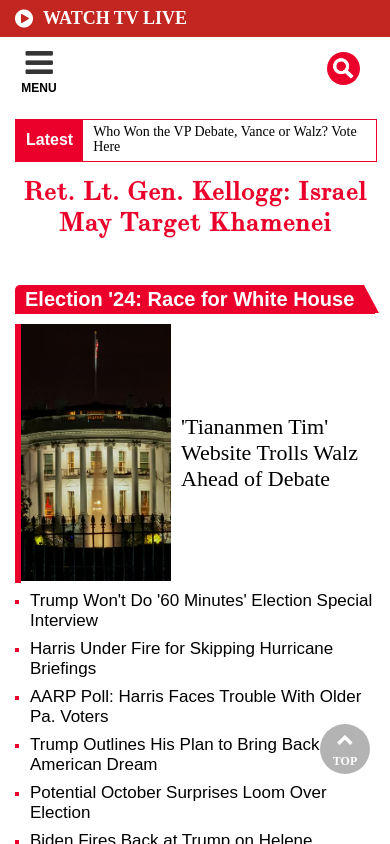 WATCH TV LIVE
MENU
Latest
Who Won the VP Debate, Vance or Walz? Vote
Here
Ret. Lt. Gen. Kellogg: Israel
May Target Khamenei
Election '24: Race for White House
'Tiananmen Tim'
Website Trolls Walz
Ahead of Debate
Trump Won't Do '60 Minutes' Election Special
Interview
Harris Under Fire for Skipping Hurricane
Briefings
AARP Poll: Harris Faces Trouble With Older
Pa. Voters
Trump Outlines His Plan to Bring Back
American Dream
TOP
Potential October Surprises Loom Over
Election
Biden Fires Back at Trump on Helene